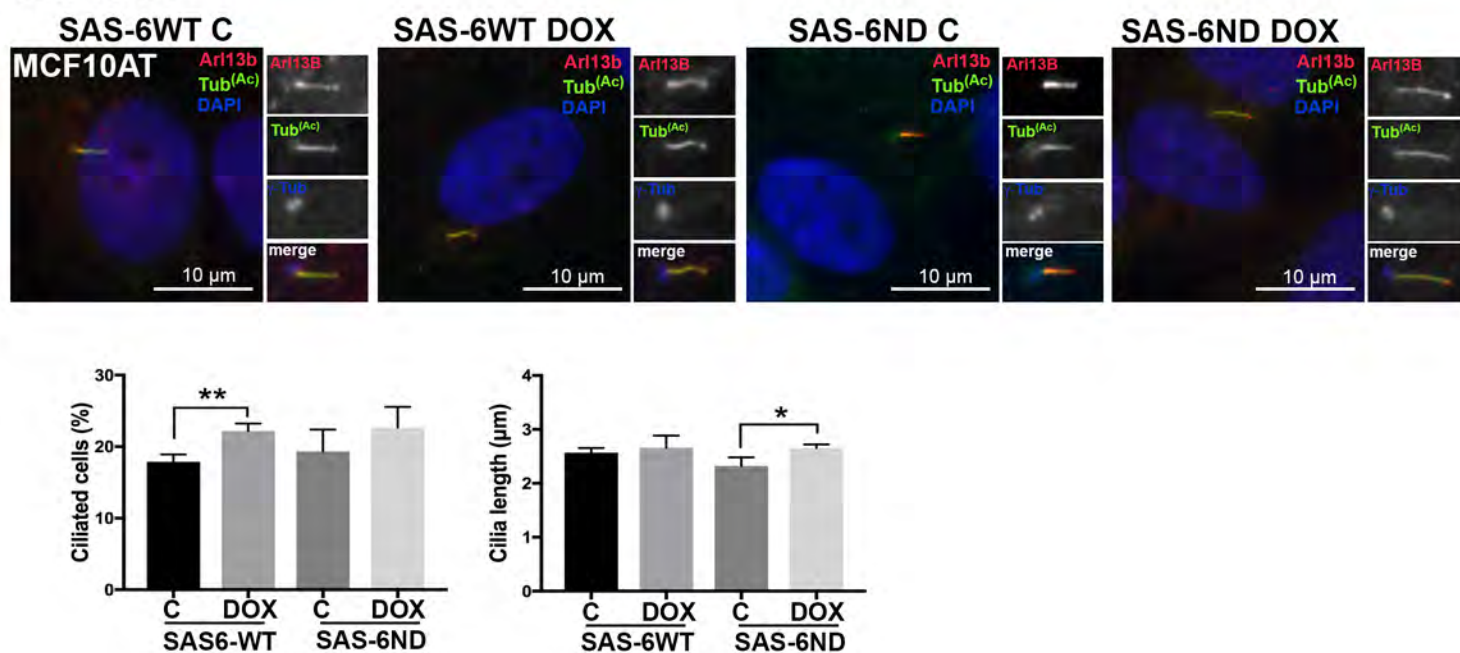 SAS-6WT C
SAS-6WT DOX
SAS-6ND C
SAS-6ND DOX
MCF10AT
Arl13b
Tub(Ac)
DAPI
10 µm
Arl13B
Tub(Ac)
γ-Tub
merge
Arl13b
Tub(Ac)
DAPI
10 µm
Arl13B
Tub(Ac)
γ-Tub
merge
Arl13b
Tub(Ac)
DAPI
10 µm
Arl13B
Tub(Ac)
γ-Tub
merge
Arl13b
Tub(Ac)
DAPI
10 µm
Arl13B
Tub(Ac)
γ-Tub
merge
Ciliated cells (%)
30
20
10
0
**
C DOX C DOX
SAS6-WT SAS-6ND
Cilia length (µm)
4
3
2
1
0
*
C DOX C DOX
SAS-6WT SAS-6ND